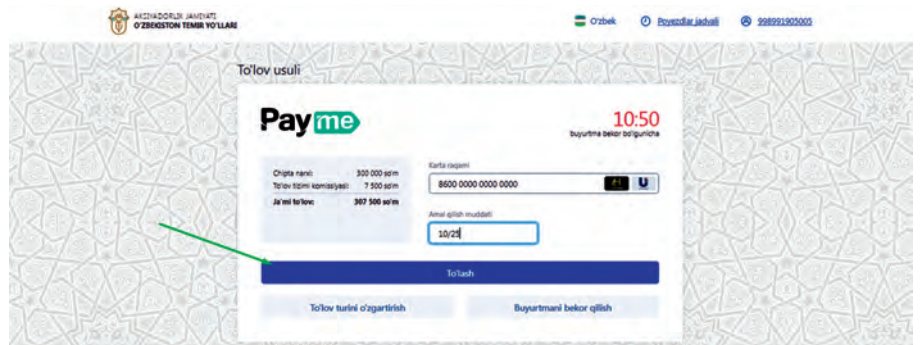 AKSIYADORLIK JAMIYATI
O'ZBEKISTON TEMIR YO'LLARI
O'zbek
Poyezdlar jadvali
998991905005
To'lov usuli
Payme
10:50
buyurtma bekor bo'lgunicha
Chipta narxi: 300 000 so'm
To'lov tizimi komissiyasi: 7 500 so'm
Ja'mi to'lov: 307 500 so'm
Karta raqami
8600 0000 0000 0000
Amal qilish muddati
10/25
To'lash
To'lov turini o'zgartirish
Buyurtmani bekor qilish